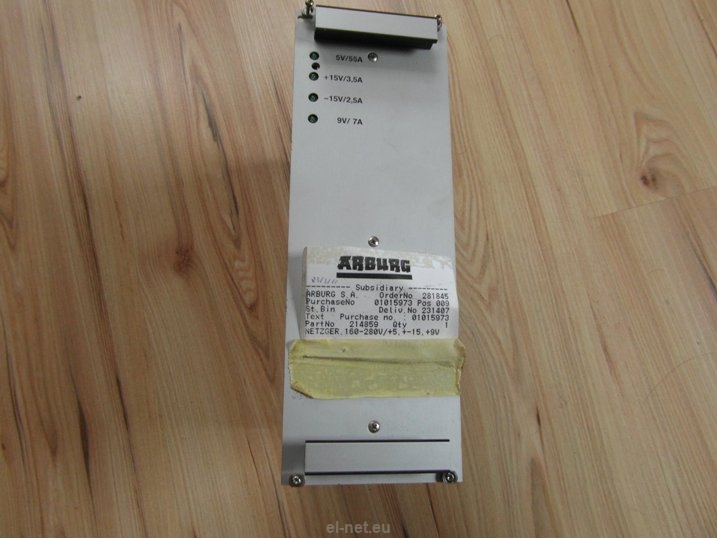 5V/55A
+15V/3,5A
-15V/2,5A
9V/ 7A
ARBURG
--------- Subsidiary ---------
ARBURG S.A. OrderNo 281845
PurchaseNo 01015973 Pos 009
St.Bin Deliv.No 231407
Text Purchase no. : 01015973
PartNo 214859 Qty 1
NETZGER.160-280V/+5,+-15,+9V
el-net.eu